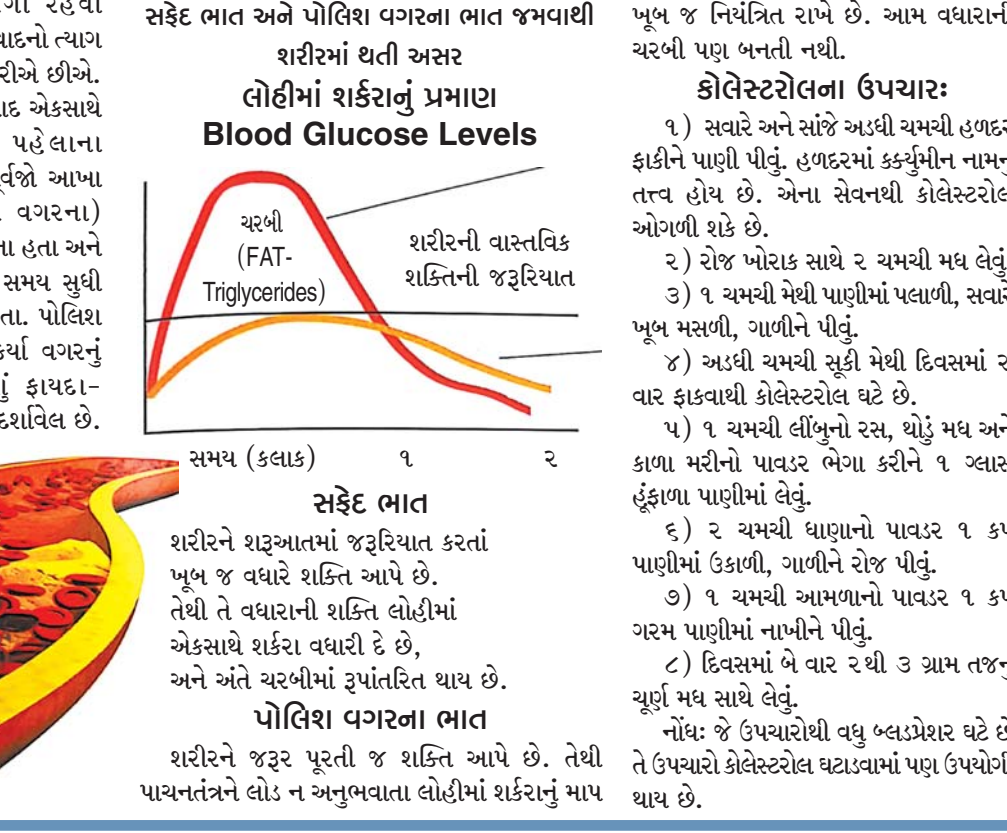 રહેવા
ત્યાગ
રીએ છીએ.
એકસાથે
પહેલાના
આખા
વગરના)
હતા અને
સમય સુધી
પોલિશ
વગરનું
ફાયદા-
દર્શાવેલ છે.
સફેદ ભાત અને પોલિશ વગરના ભાત જમવાથી
શરીરમાં થતી અસર
લોહીમાં શર્કરાનું પ્રમાણ
Blood Glucose Levels
ચરબી
(FAT-
Triglycerides)
શરીરની વાસ્તવિક
શક્તિની જરૂરિયાત
સમય (કલાક) ૧ ૨
સફેદ ભાત
શરીરને શરૂઆતમાં જરૂરિયાત કરતાં
ખૂબ જ વધારે શક્તિ આપે છે.
તેથી તે વધારાની શક્તિ લોહીમાં
એકસાથે શર્કરા વધારી દે છે,
અને અંતે ચરબીમાં રૂપાંતરિત થાય છે.
પોલિશ વગરના ભાત
શરીરને જરૂર પૂરતી જ શક્તિ આપે છે. તેથી
પાચનતંત્રને લોડ ન અનુભવાતા લોહીમાં શર્કરાનું માપ
ખૂબ જ નિયંત્રિત રાખે છે. આમ વધારાની
ચરબી પણ બનતી નથી.
કોલેસ્ટરોલના ઉપચારઃ
૧) સવારે અને સાંજે અડધી ચમચી હળદર
ફાકીને પાણી પીવું. હળદરમાં કર્ક્યુમીન નામનુ
તત્ત્વ હોય છે. એના સેવનથી કોલેસ્ટરોલ
ઓગળી શકે છે.
૨) રોજ ખોરાક સાથે ૨ ચમચી મધ લેવું
૩) ૧ ચમચી મેથી પાણીમાં પલાળી, સવારે
ખૂબ મસળી, ગાળીને પીવું.
૪) અડધી ચમચી સૂકી મેથી દિવસમાં
વાર ફાકવાથી કોલેસ્ટરોલ ઘટે છે.
૫) ૧ ચમચી લીંબુનો રસ, થોડું મધ અને
કાળા મરીનો પાવડર ભેગા કરીને ૧ ગ્લાસ
હૂંફાળા પાણીમાં લેવું.
૬) ૨ ચમચી ધાણાનો પાવડર ૧ કપ
પાણીમાં ઉકાળી, ગાળીને રોજ પીવું.
૭) ૧ ચમચી આમળાનો પાવડર ૧ કપ
ગરમ પાણીમાં નાખીને પીવું.
૮) દિવસમાં બે વાર ૨થી ૩ ગ્રામ તજનુ
ચૂર્ણ મધ સાથે લેવું.
નોંધઃ જે ઉપચારોથી વધુ બ્લડપ્રેશર ઘટે છે
તે ઉપચારો કોલેસ્ટરોલ ઘટાડવામાં પણ ઉપયોગી
થાય છે.